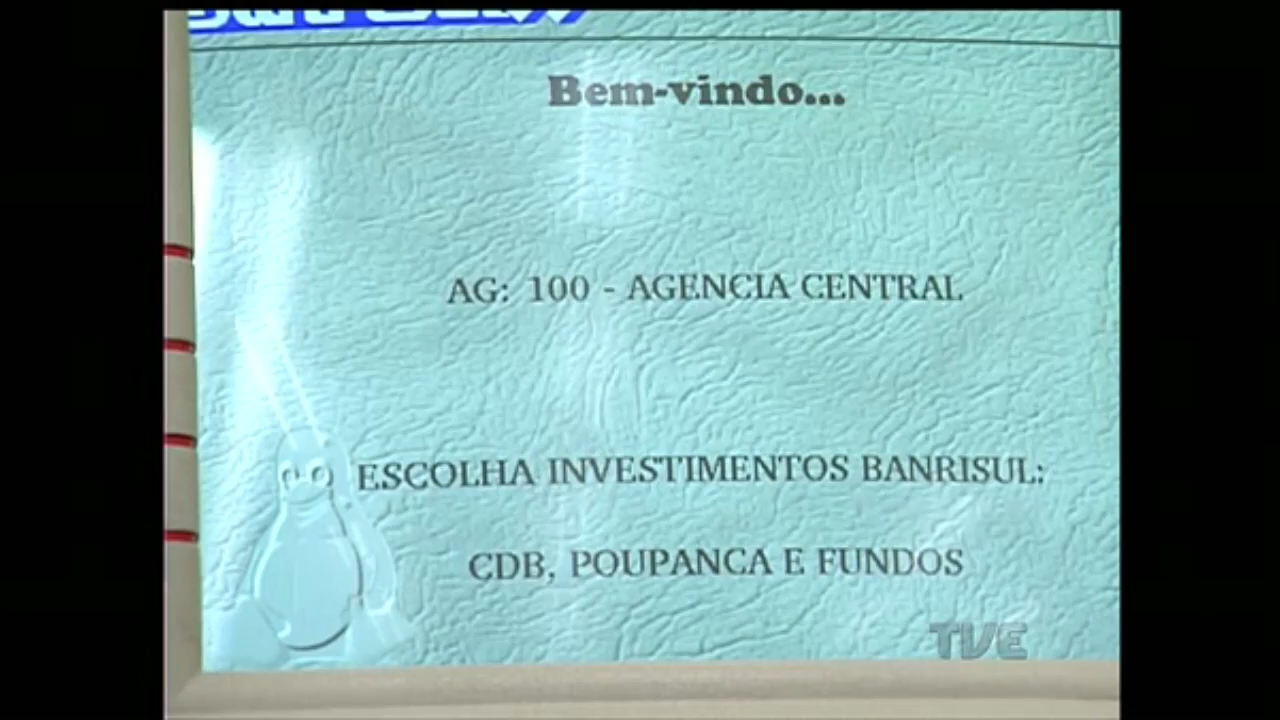 Bem-vindo...
AG: 100 - AGENCIA CENTRAL
ESCOLHA INVESTIMENTOS BANRISUL:
CDB, POUPANCA E FUNDOS
TVE